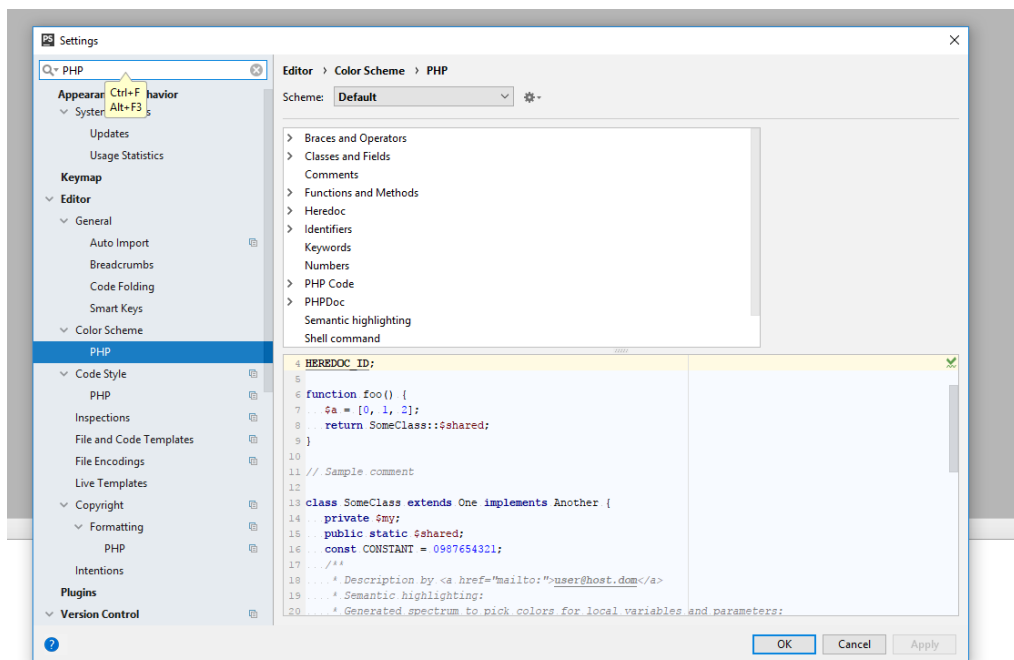 PS Settings
PHP
Ctrl+F
Alt+F3
Appearan havior
System s
Updates
Usage Statistics
Keymap
Editor
General
Auto Import
Breadcrumbs
Code Folding
Smart Keys
Color Scheme
PHP
Code Style
PHP
Inspections
File and Code Templates
File Encodings
Live Templates
Copyright
Formatting
PHP
Intentions
Plugins
Version Control
Editor › Color Scheme › PHP
Scheme: Default
Braces and Operators
Classes and Fields
Comments
Functions and Methods
Heredoc
Identifiers
Keywords
Numbers
PHP Code
PHPDoc
Semantic highlighting
Shell command
4 HEREDOC_ID;
5
6 function foo() {
7 $a = [0, 1, 2];
8 return SomeClass::$shared;
9 }
10
11 // Sample comment
12
13 class SomeClass extends One implements Another {
14 private $my;
15 public static $shared;
16 const CONSTANT = 0987654321;
17 /**
18 * Description by <a href="mailto:">user@host.dom</a>
19 * Semantic highlighting:
20 * Generated spectrum to pick colors for local variables and parameters:
? OK Cancel Apply